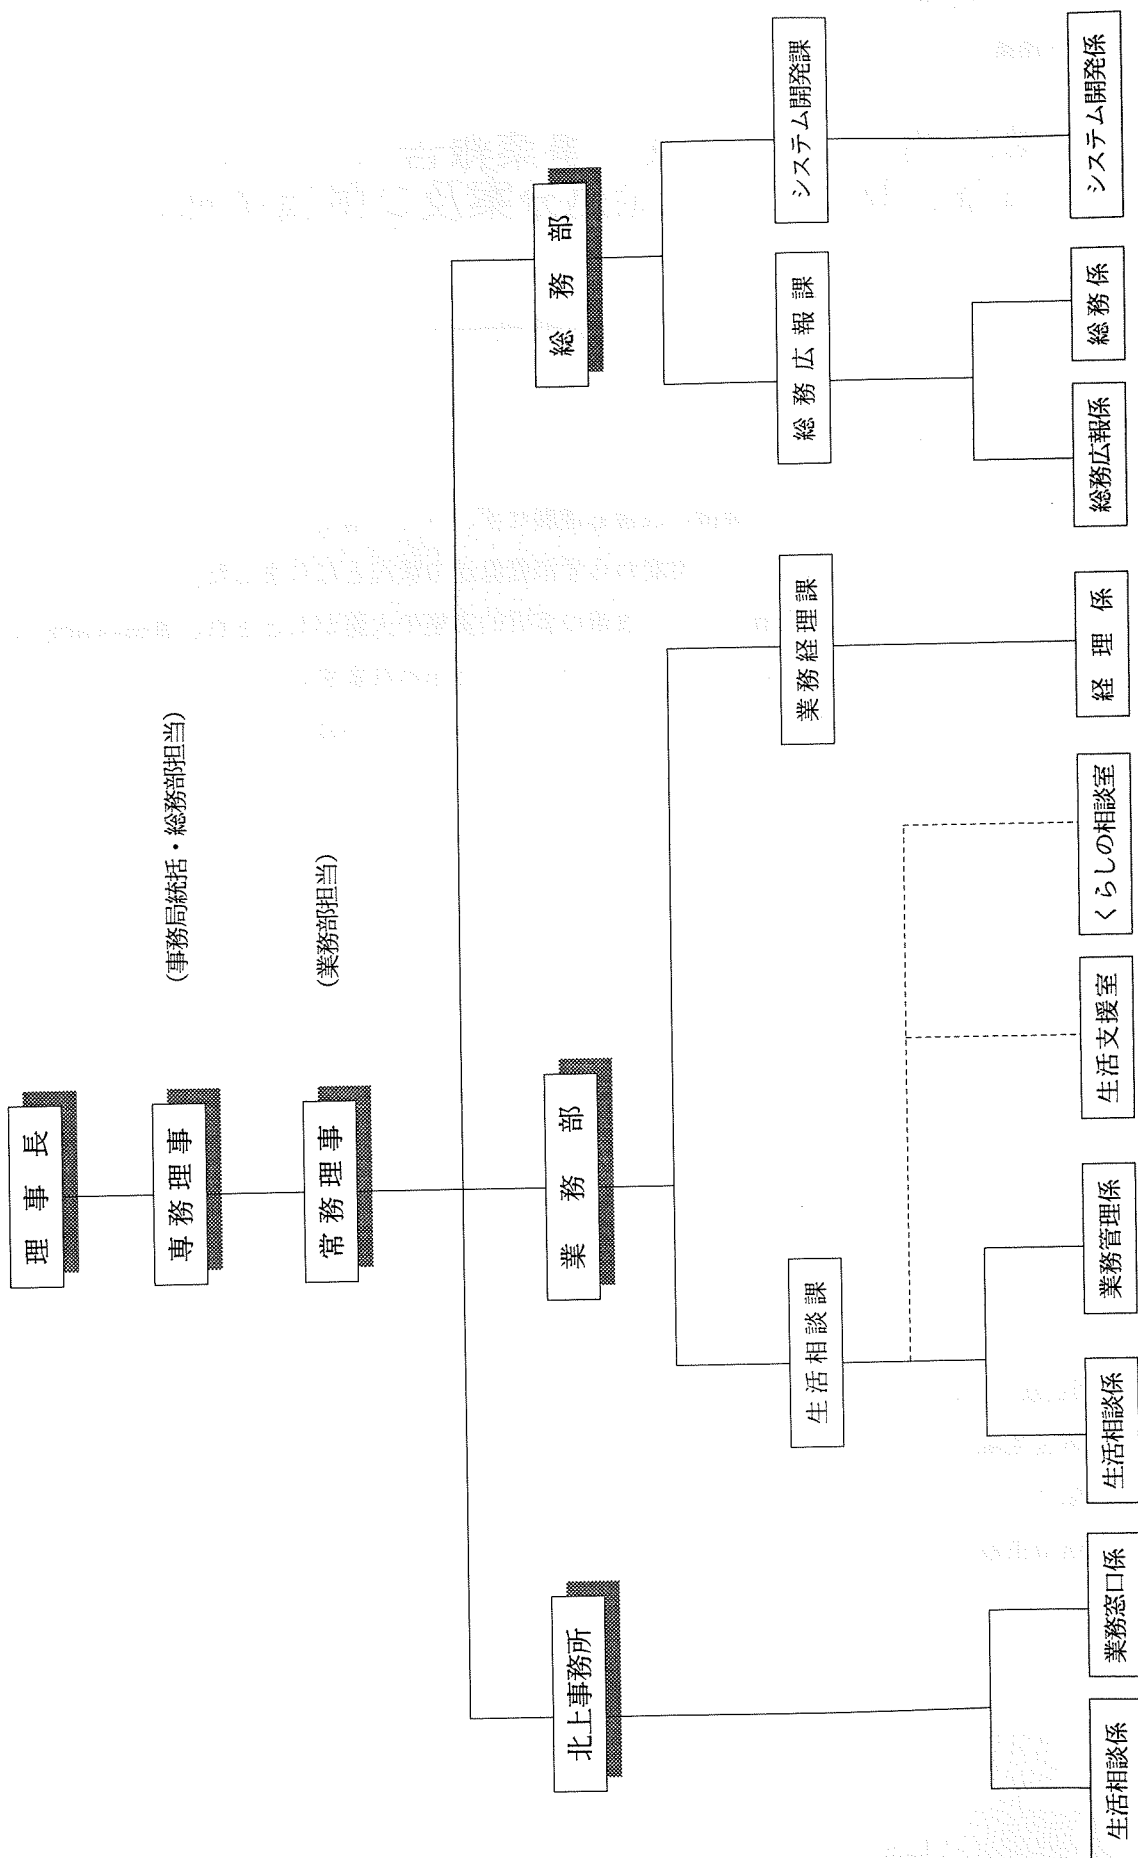 理事長
専務理事
(事務局統括・総務部担当)
常務理事
(業務部担当)
北上事務所
業務部
総務部
生活相談課
業務経理課
総務広報課
システム開発課
生活相談係
業務窓口係
生活相談係
業務管理係
生活支援室
くらしの相談室
経理係
総務広報係
総務係
システム開発係